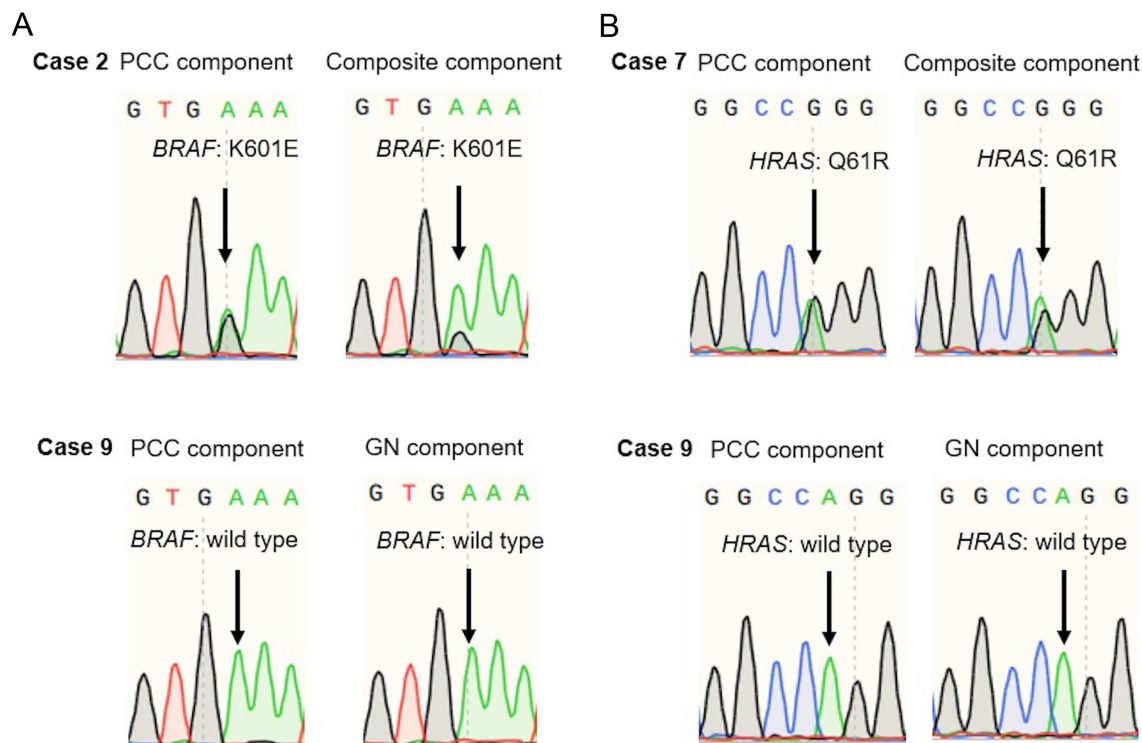 A
B
Case 2 PCC component
Composite component
Case 7 PCC component
Composite component
G T G A A A
G T G A A A
G G C C G G G
G G C C G G G
BRAF: K601E
BRAF: K601E
HRAS: Q61R
HRAS: Q61R
Case 9 PCC component
GN component
Case 9 PCC component
GN component
G T G A A A
G T G A A A
G G C C A G G
G G C C A G G
BRAF: wild type
BRAF: wild type
HRAS: wild type
HRAS: wild type